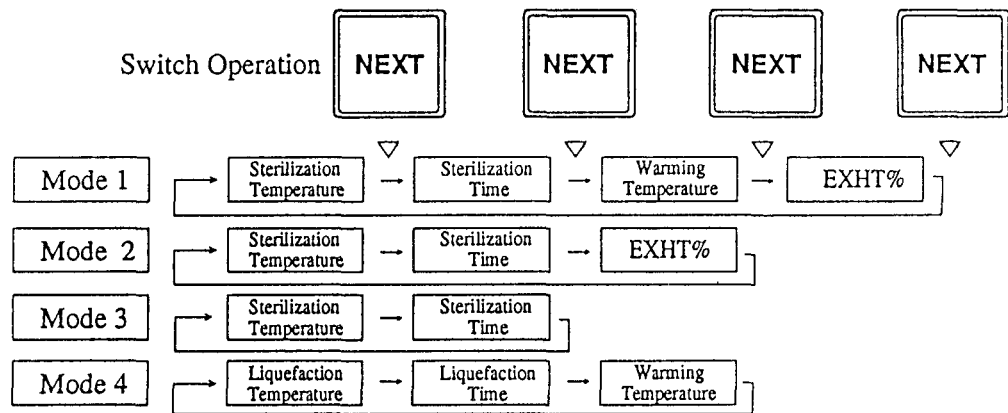 Switch Operation NEXT NEXT NEXT NEXT
Mode 1
Sterilization
Temperature
Sterilization
Time
Warming
Temperature
EXHT%
Mode 2
Sterilization
Temperature
Sterilization
Time
EXHT%
Mode 3
Sterilization
Temperature
Sterilization
Time
Mode 4
Liquefaction
Temperature
Liquefaction
Time
Warming
Temperature